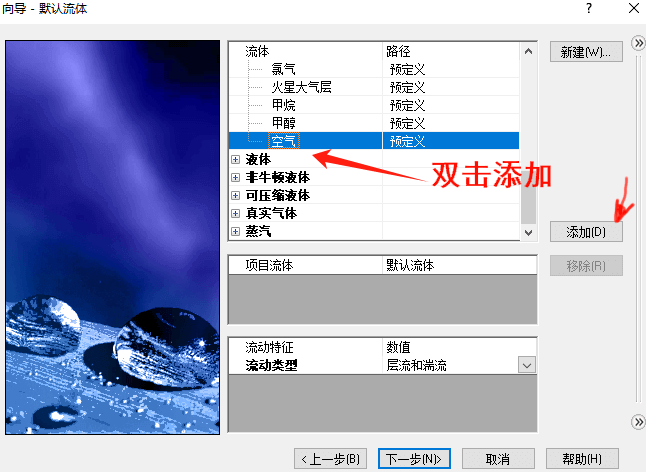 向导 - 默认流体
? ×
流体 路径
氯气 预定义
火星大气层 预定义
甲烷 预定义
甲醇 预定义
空气 预定义
液体
非牛顿液体
可压缩液体
真实气体
蒸汽
双击添加
新建(W)...
添加(D)
移除(R)
项目流体 默认流体
流动特征 数值
流动类型 层流和湍流
<上一步(B) 下一步(N)> 取消 帮助(H)